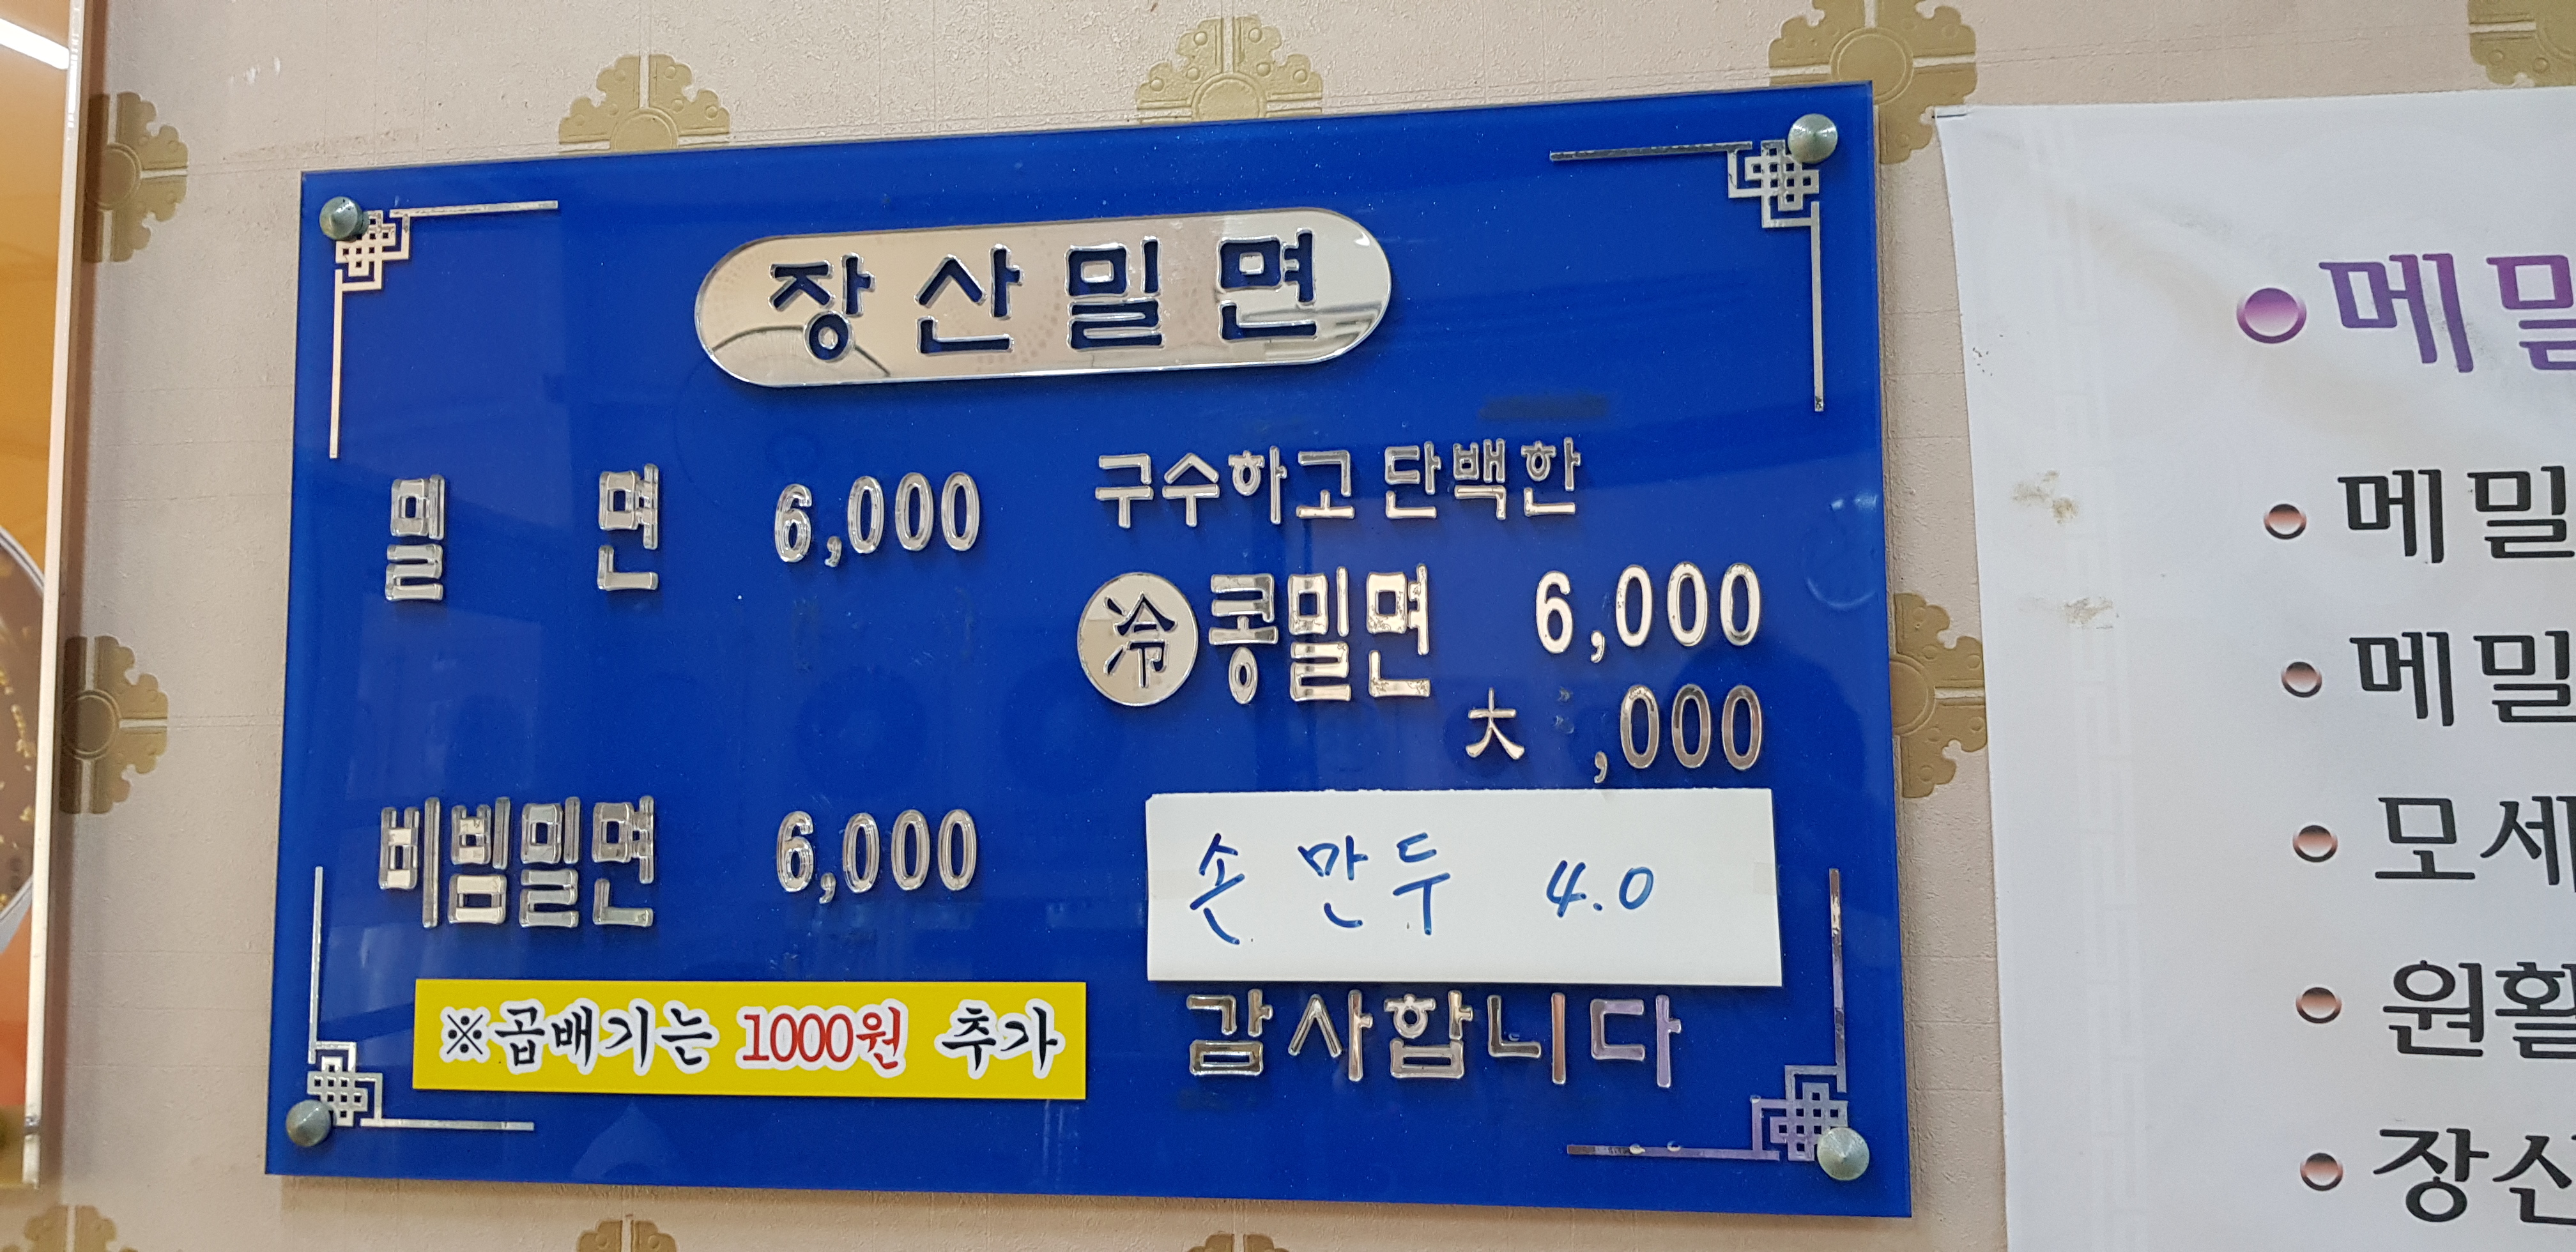 장산밀면
밀 면 6,000
비빔밀면 6,000
※곱배기는 1000원 추가
구수하고 단백한
冷 콩밀면 6,000
大 ,000
손만두 4.0
감사합니다
메밀
메밀
메밀
모세
원활
장산